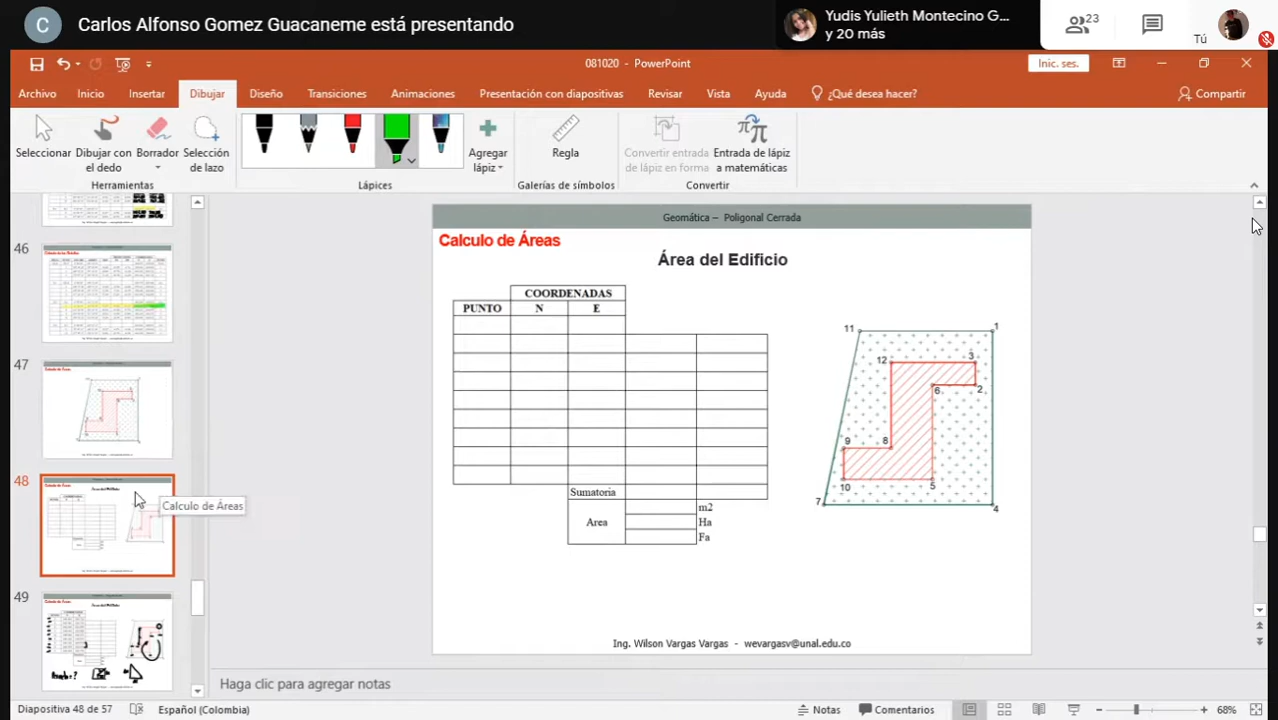 C Carlos Alfonso Gomez Guacaneme está presentando
Yudis Yulieth Montecino G...
y 20 más
23
Tú
081020 - PowerPoint
Inic. ses.
Archivo Inicio Insertar Dibujar Diseño Transiciones Animaciones Presentación con diapositivas Revisar Vista Ayuda ¿Qué desea hacer? Compartir
Seleccionar
Dibujar con el dedo
Borrador
Selección de lazo
Herramientas
Lápices
Agregar lápiz
Regla
Galerías de símbolos
Convertir entrada de lápiz en forma
Entrada de lápiz a matemáticas
Convertir
46
47
48
Calculo de Áreas
49
Geomática – Poligonal Cerrada
Calculo de Áreas
Área del Edificio
COORDENADAS
PUNTO N E
Sumatoria
Area
m2
Ha
Fa
11 1
12 3
6 2
9 8
10 5
7 4
Ing. Wilson Vargas Vargas - wevargasv@unal.edu.co
Haga clic para agregar notas
Diapositiva 48 de 57 Español (Colombia) Notas Comentarios 68%